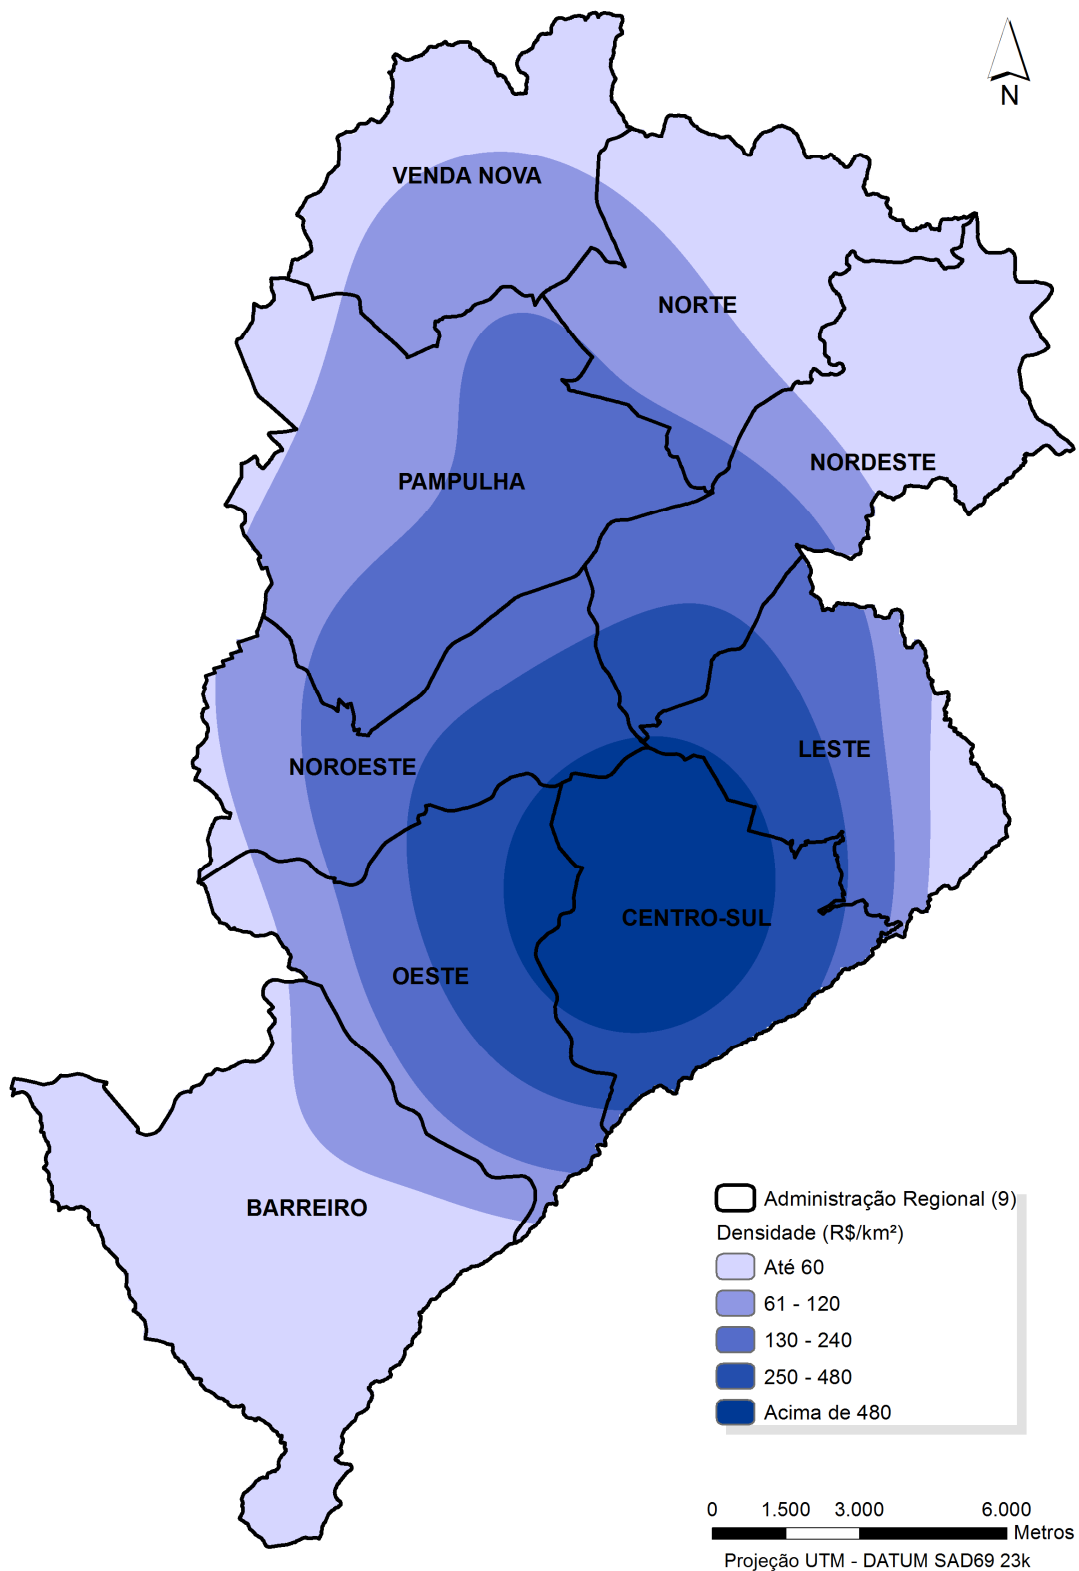 N
VENDA NOVA
NORTE
NORDESTE
PAMPULHA
LESTE
NOROESTE
CENTRO-SUL
OESTE
BARREIRO
Administração Regional (9)
Densidade (R$/km²)
Até 60
61 - 120
130 - 240
250 - 480
Acima de 480
0 1.500 3.000 6.000
Metros
Projeção UTM - DATUM SAD69 23k